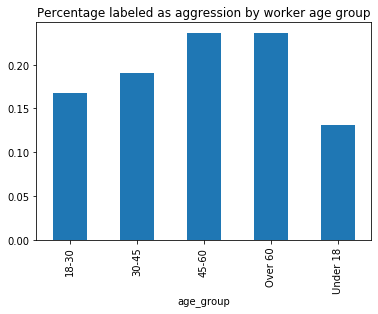 Percentage labeled as aggression by worker age group
0.20
0.15
0.10
0.05
0.00
18-30
30-45
45-60
Over 60
Under 18
age_group